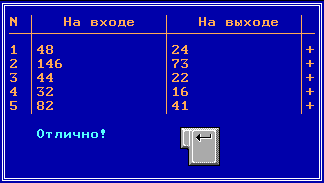 N На входе На выходе
1 48 24 +
2 146 73 +
3 44 22 +
4 32 16 +
5 82 41 +
Отлично!